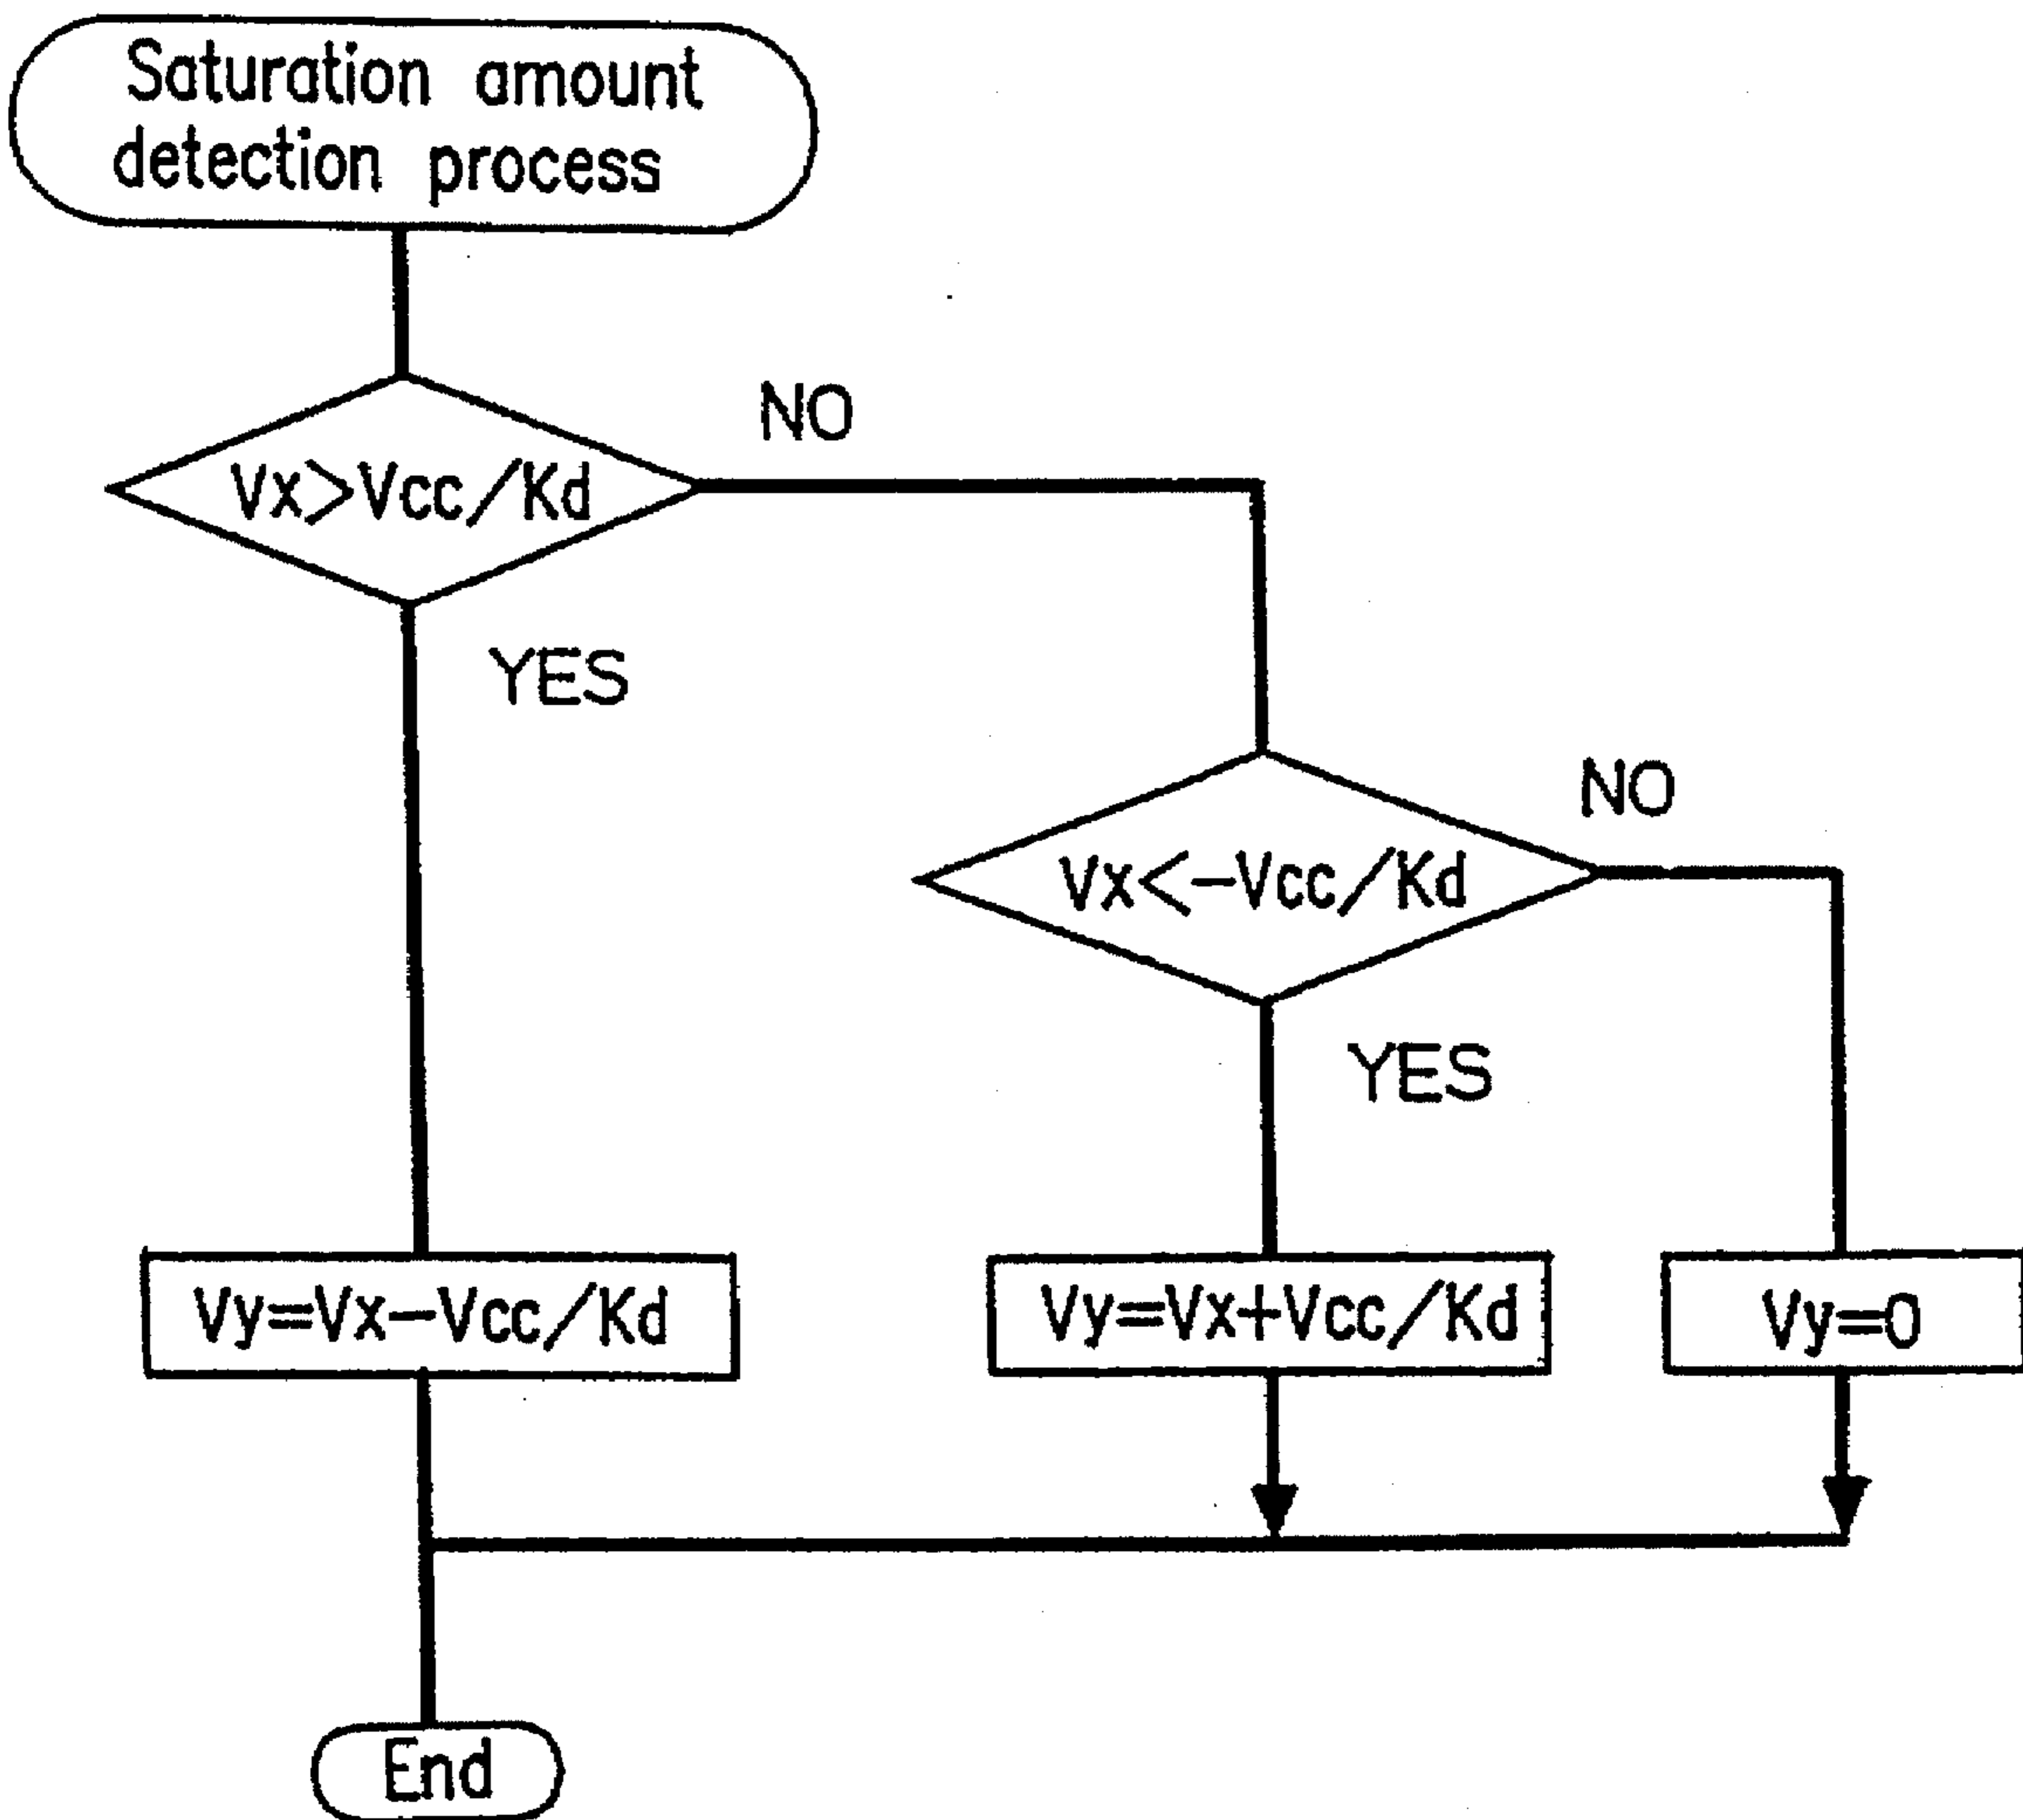 Saturation amount
detection process
NO
Vx>Vcc/Kd
YES
NO
Vx<-Vcc/Kd
YES
Vy=Vx-Vcc/Kd
Vy=Vx+Vcc/Kd
Vy=0
End